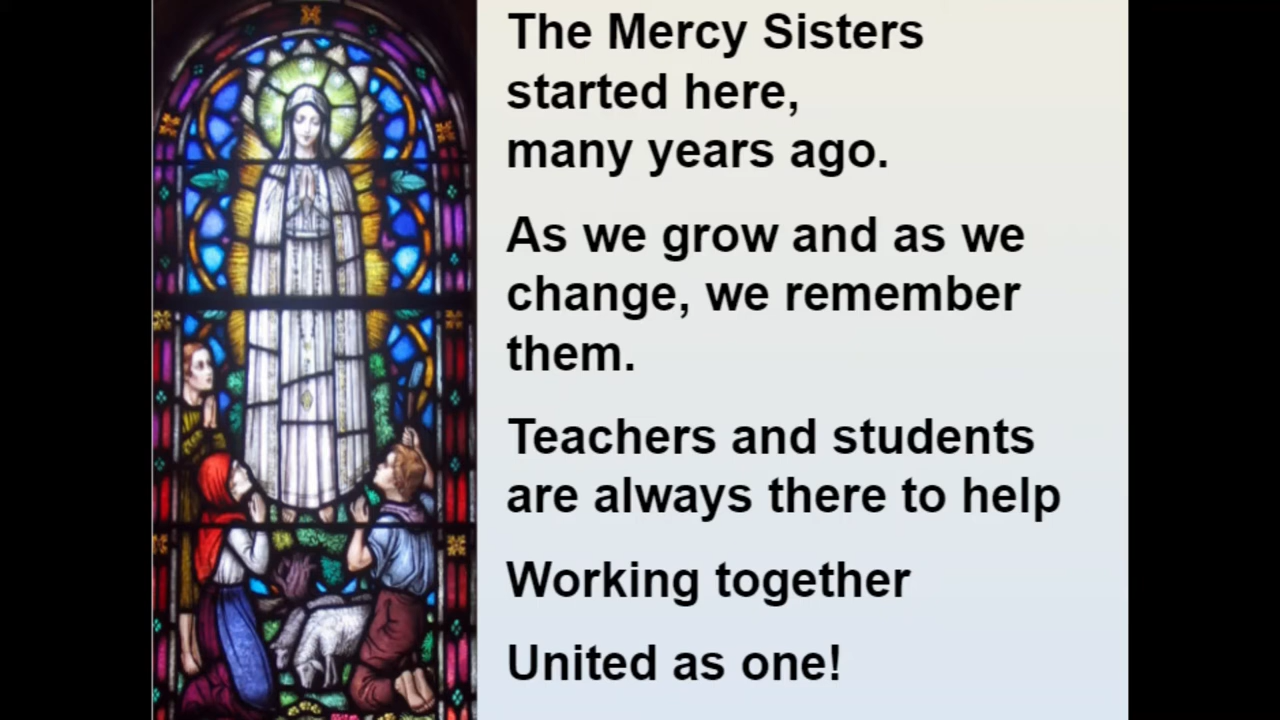 The Mercy Sisters
started here,
many years ago.
As we grow and as we
change, we remember
them.
Teachers and students
are always there to help
Working together
United as one!